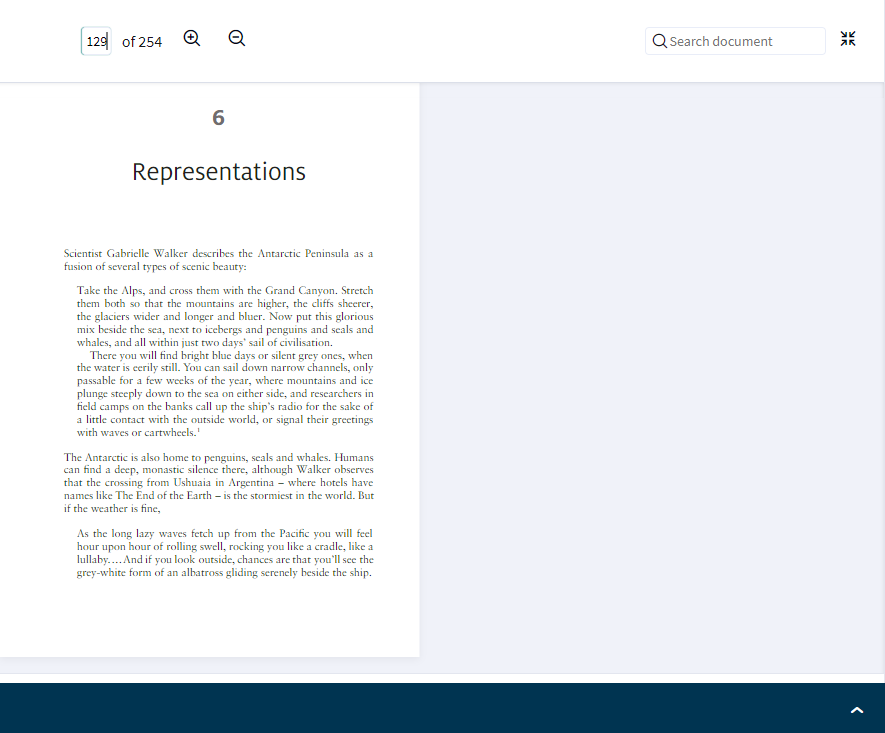 129 of 254
Search document
6
Representations
Scientist Gabrielle Walker describes the Antarctic Peninsula as a
fusion of several types of scenic beauty:
Take the Alps, and cross them with the Grand Canyon. Stretch
them both so that the mountains are higher, the cliffs sheerer,
the glaciers wider and longer and bluer. Now put this glorious
mix beside the sea, next to icebergs and penguins and seals and
whales, and all within just two days’ sail of civilisation.
There you will find bright blue days or silent grey ones, when
the water is eerily still. You can sail down narrow channels, only
passable for a few weeks of the year, where mountains and ice
plunge steeply down to the sea on either side, and researchers in
field camps on the banks call up the ship’s radio for the sake of
a little contact with the outside world, or signal their greetings
with waves or cartwheels.¹
The Antarctic is also home to penguins, seals and whales. Humans
can find a deep, monastic silence there, although Walker observes
that the crossing from Ushuaia in Argentina – where hotels have
names like The End of the Earth – is the stormiest in the world. But
if the weather is fine,
As the long lazy waves fetch up from the Pacific you will feel
hour upon hour of rolling swell, rocking you like a cradle, like a
lullaby.…And if you look outside, chances are that you’ll see the
grey-white form of an albatross gliding serenely beside the ship.